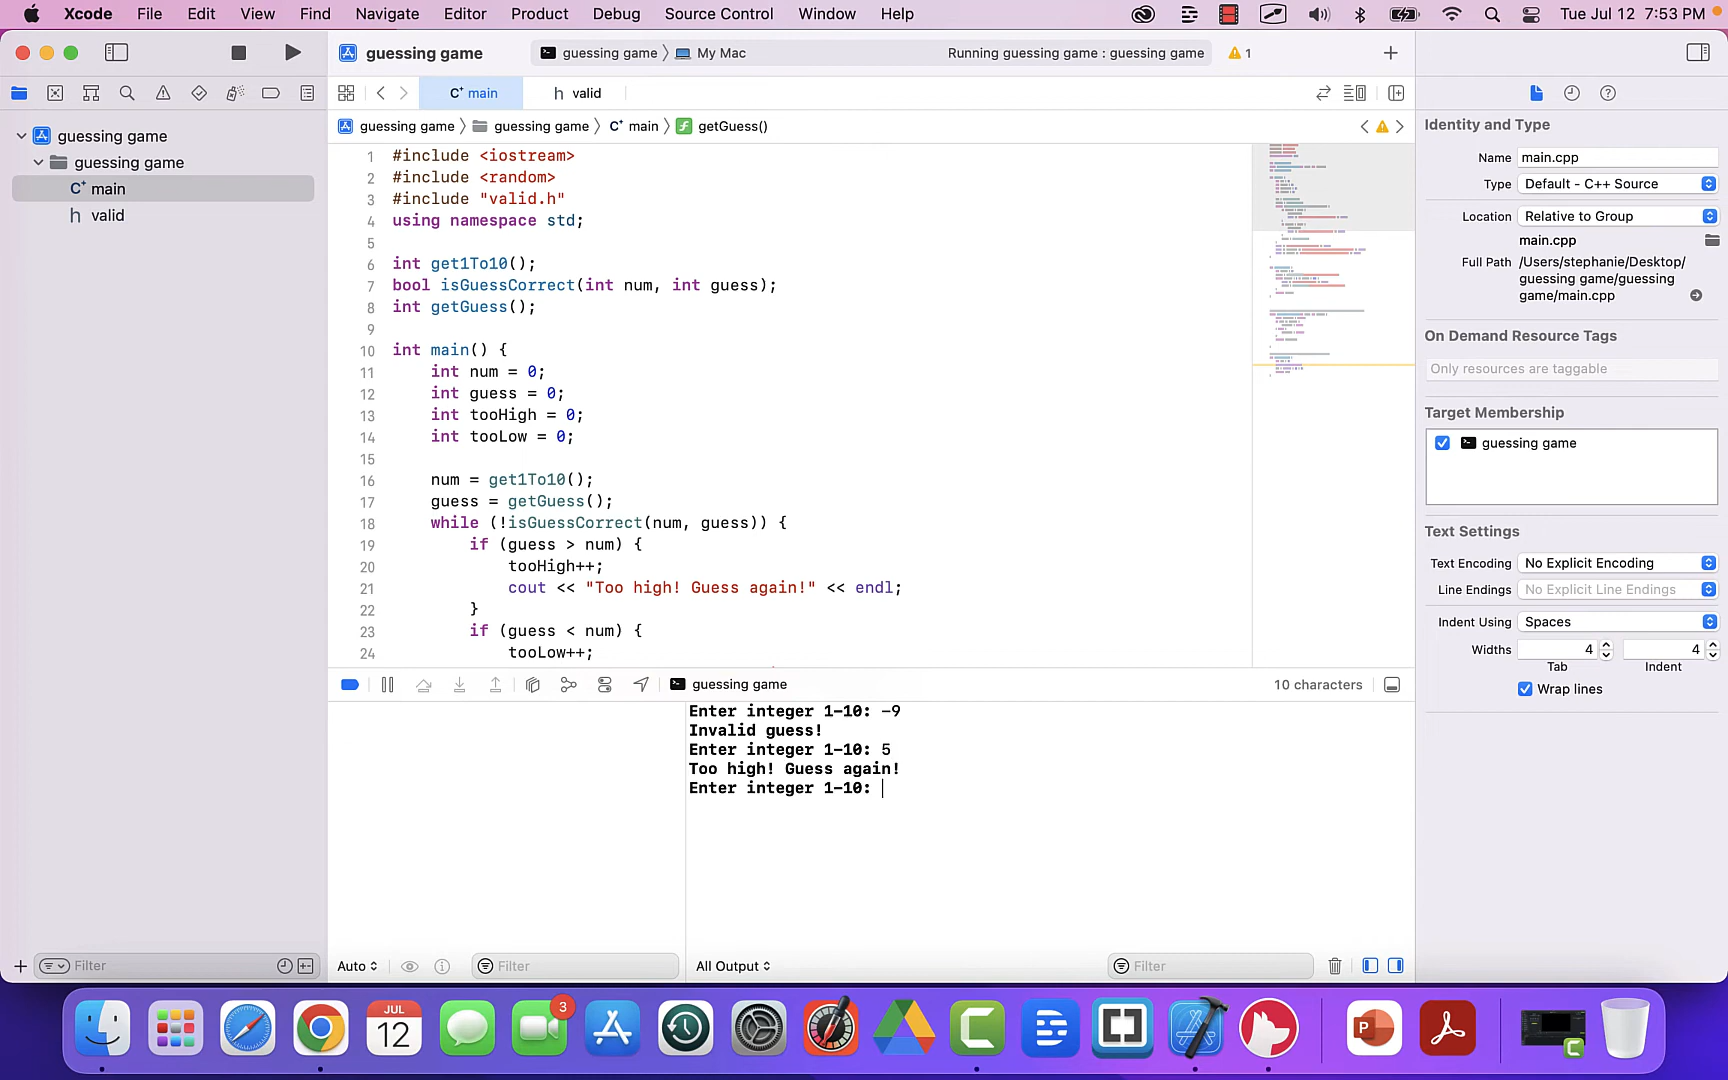 Xcode File Edit View Find Navigate Editor Product Debug Source Control Window Help Tue Jul 12 7:53 PM
guessing game guessing game My Mac Running guessing game : guessing game 1
main valid
guessing game guessing game main getGuess()
guessing game
guessing game
main
valid
1 #include <iostream>
2 #include <random>
3 #include "valid.h"
4 using namespace std;
5
6 int get1To10();
7 bool isGuessCorrect(int num, int guess);
8 int getGuess();
9
10 int main() {
11 int num = 0;
12 int guess = 0;
13 int tooHigh = 0;
14 int tooLow = 0;
15
16 num = get1To10();
17 guess = getGuess();
18 while (!isGuessCorrect(num, guess)) {
19 if (guess > num) {
20 tooHigh++;
21 cout << "Too high! Guess again!" << endl;
22 }
23 if (guess < num) {
24 tooLow++;
guessing game 10 characters
Enter integer 1-10: -9
Invalid guess!
Enter integer 1-10: 5
Too high! Guess again!
Enter integer 1-10:
Filter Auto Filter All Output Filter
Identity and Type
Name main.cpp
Type Default - C++ Source
Location Relative to Group
main.cpp
Full Path /Users/stephanie/Desktop/
guessing game/guessing
game/main.cpp
On Demand Resource Tags
Only resources are taggable
Target Membership
guessing game
Text Settings
Text Encoding No Explicit Encoding
Line Endings No Explicit Line Endings
Indent Using Spaces
Widths 4 4
Tab Indent
Wrap lines
JUL
12
3
P
C